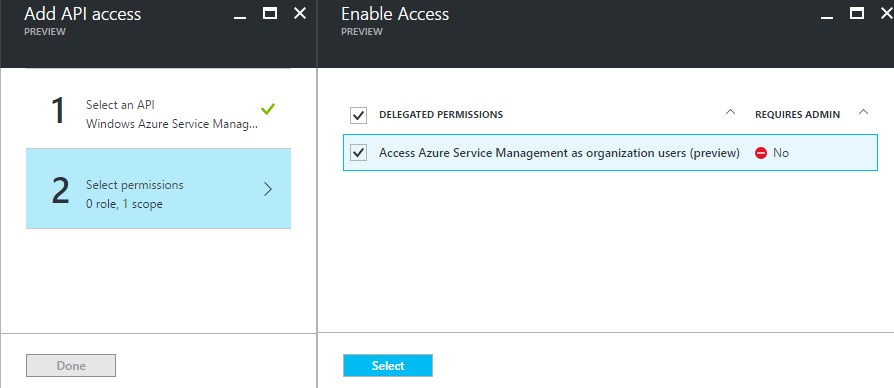 Add API access
PREVIEW
1
Select an API
Windows Azure Service Manag...
2
Select permissions
0 role, 1 scope
Done
Enable Access
PREVIEW
DELEGATED PERMISSIONS
REQUIRES ADMIN
Access Azure Service Management as organization users (preview)
No
Select